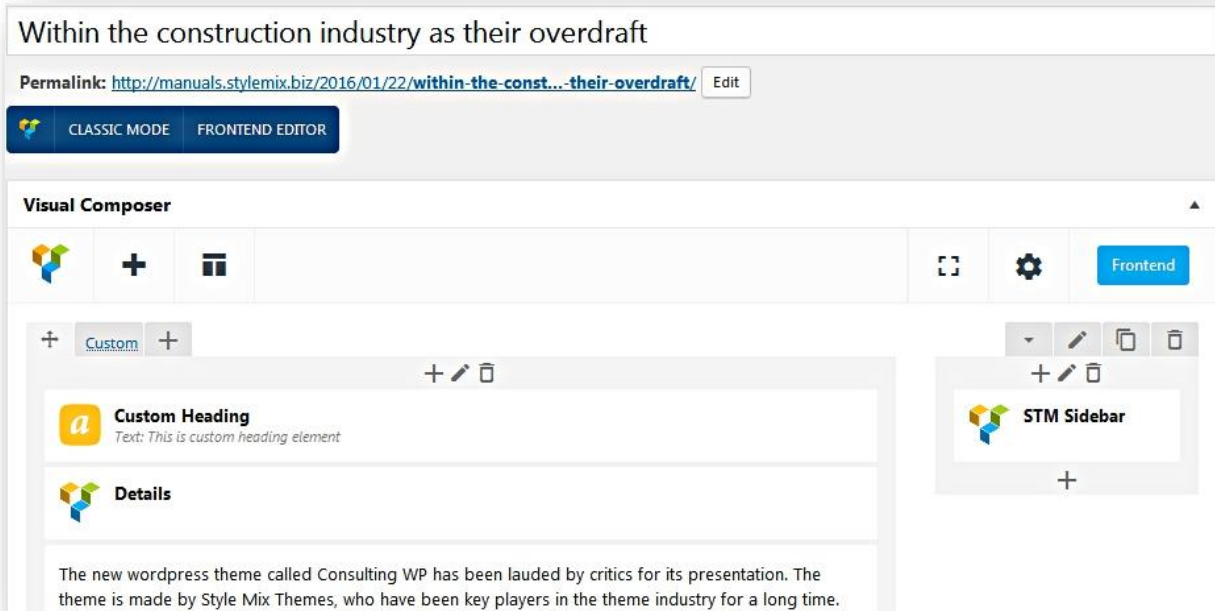 Within the construction industry as their overdraft
Permalink: http://manuals.stylemix.biz/2016/01/22/within-the-const...-their-overdraft/ Edit
CLASSIC MODE FRONTEND EDITOR
Visual Composer
Frontend
Custom
a Custom Heading
Text: This is custom heading element
STM Sidebar
Details
The new wordpress theme called Consulting WP has been lauded by critics for its presentation. The
theme is made by Style Mix Themes, who have been key players in the theme industry for a long time.